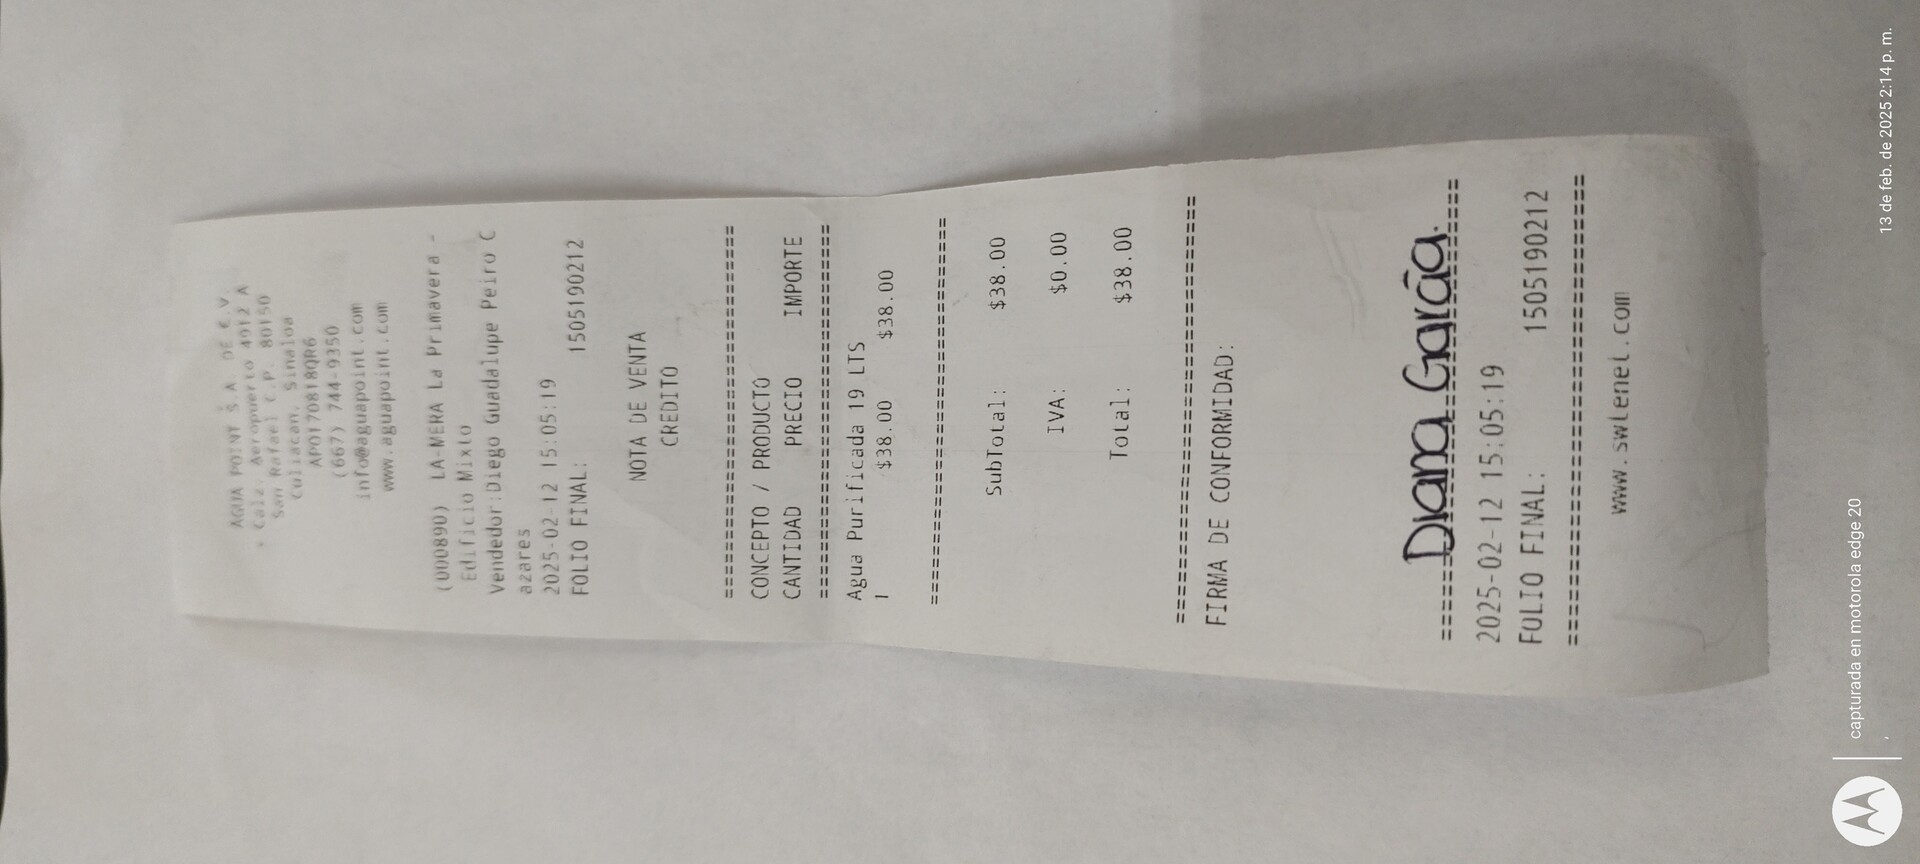 AGUA POINT S.A. DE C.V.
Calz. Aeropuerto 4912 A
San Rafael C.P. 80150
Culiacan, Sinaloa
APO170818QR6
(667) 744-9350
info@aguapoint.com
www.aguapoint.com
(000890) LA-MERA La Primavera -
Edificio Mixto
Vendedor:Diego Guadalupe Peiro C
azares
2025-02-12 15:05:19
FOLIO FINAL: 1505190212
NOTA DE VENTA
CREDITO
================================
CONCEPTO / PRODUCTO
CANTIDAD PRECIO IMPORTE
================================
Agua Purificada 19 LTS
1 $38.00 $38.00
================================
SubTotal: $38.00
IVA: $0.00
Total: $38.00
================================
FIRMA DE CONFORMIDAD:
Diana García.
================================
2025-02-12 15:05:19
FOLIO FINAL: 1505190212
================================
www.swtenel.com
capturada en motorola edge 20
13 de feb. de 2025 2:14 p. m.